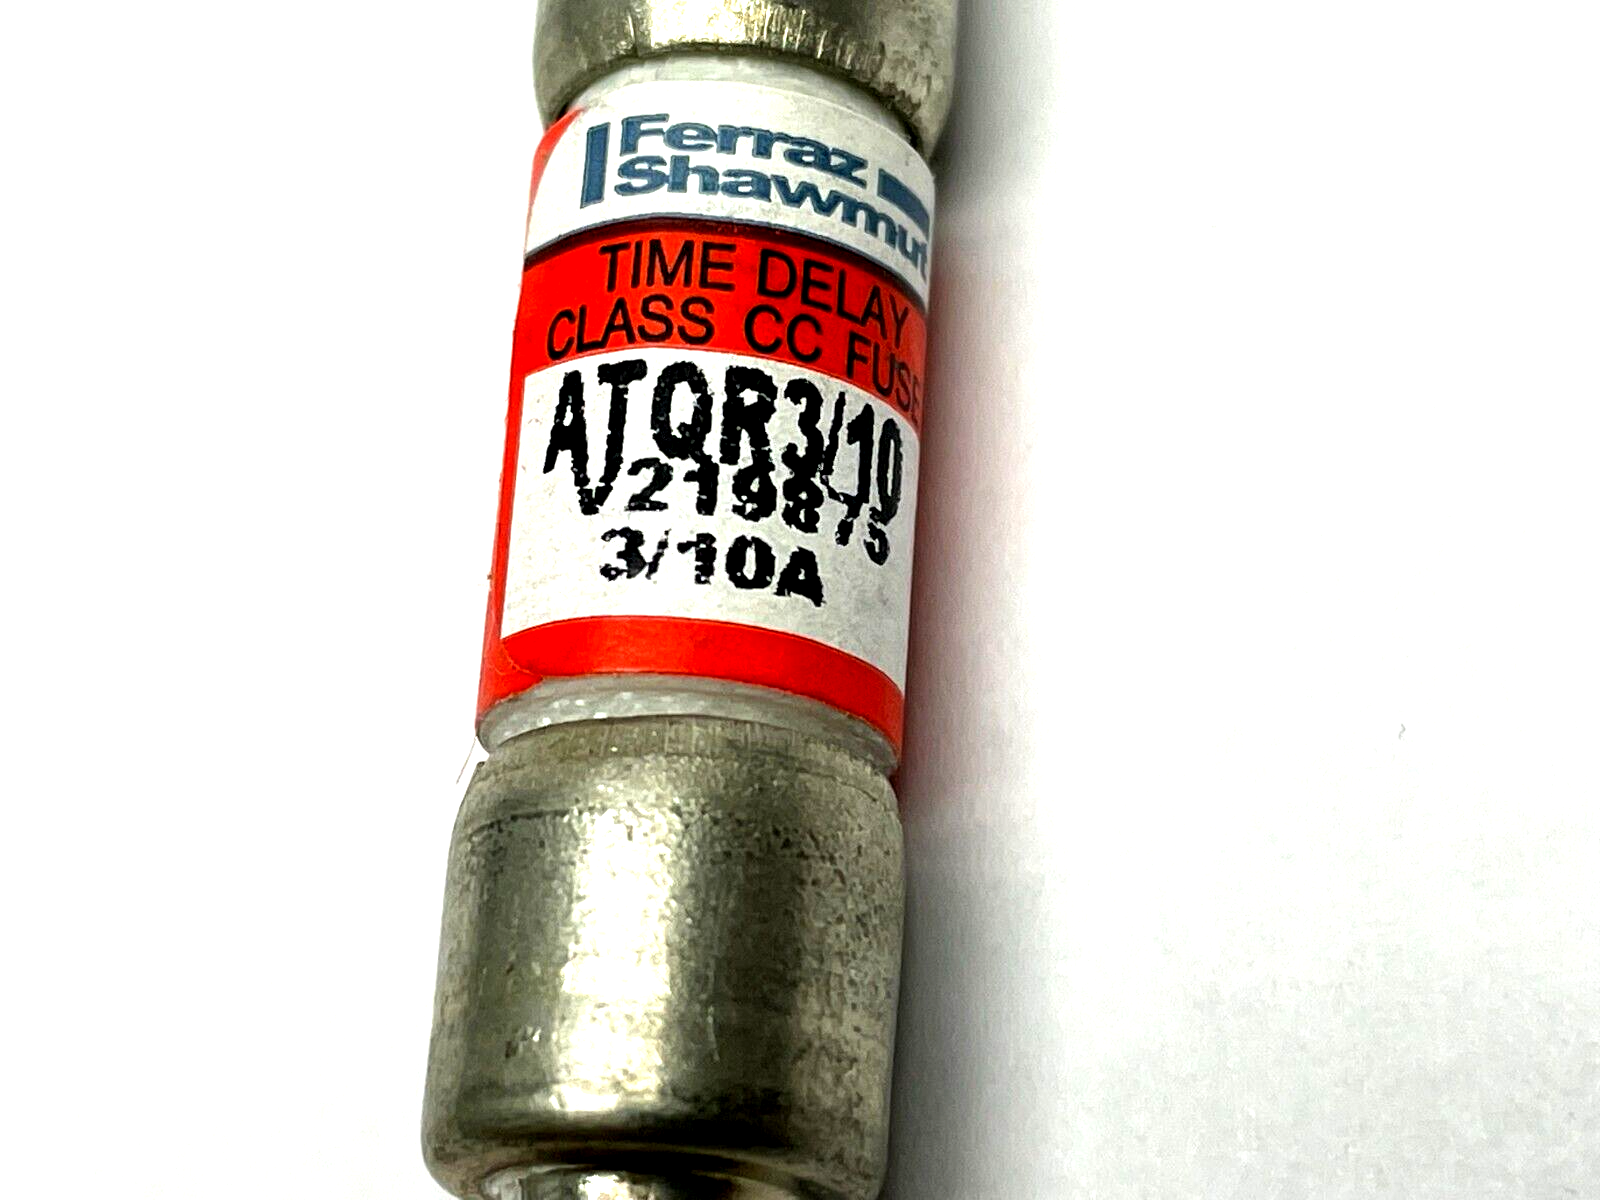 Ferraz
Shawmut
TIME DELAY
CLASS CC FUSE
ATQR3/10
V219875
3/10A